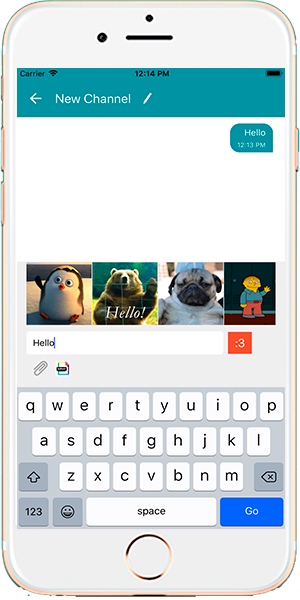 Carrier 12:14 PM
New Channel
Hello
12:13 PM
Hello!
Hello
:3
q w e r t y u i o p
a s d f g h j k l
z x c v b n m
123 space Go